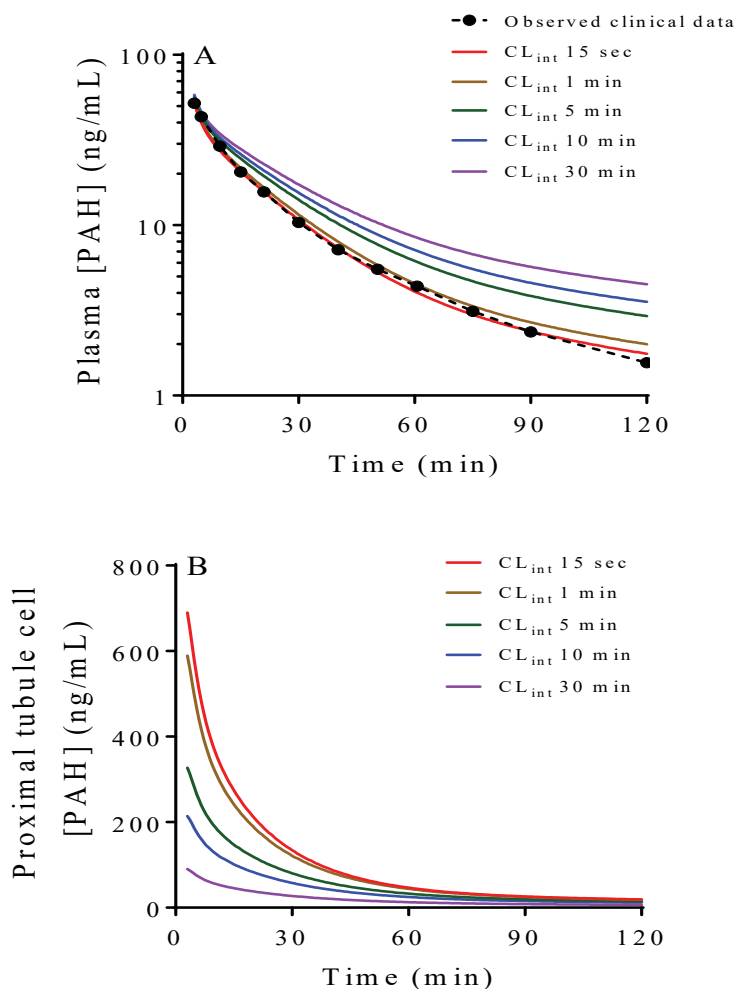 Observed clinical data
CLint 15 sec
CLint 1 min
CLint 5 min
CLint 10 min
CLint 30 min
A
100
10
1
Plasma [PAH] (ng/mL)
0 30 60 90 120
Time (min)
B
CLint 15 sec
CLint 1 min
CLint 5 min
CLint 10 min
CLint 30 min
800
600
400
200
0
Proximal tubule cell
[PAH] (ng/mL)
0 30 60 90 120
Time (min)